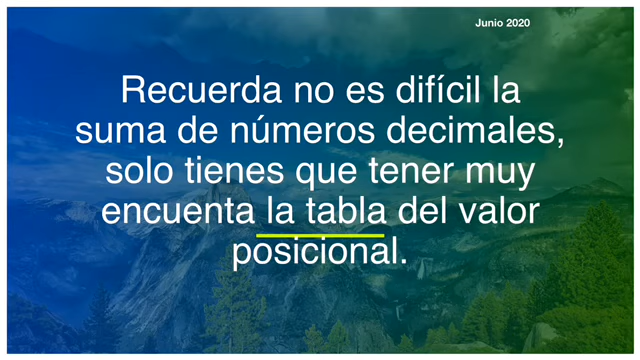 Junio 2020
Recuerda no es difícil la
suma de números decimales,
solo tienes que tener muy
encuenta la tabla del valor
posicional.